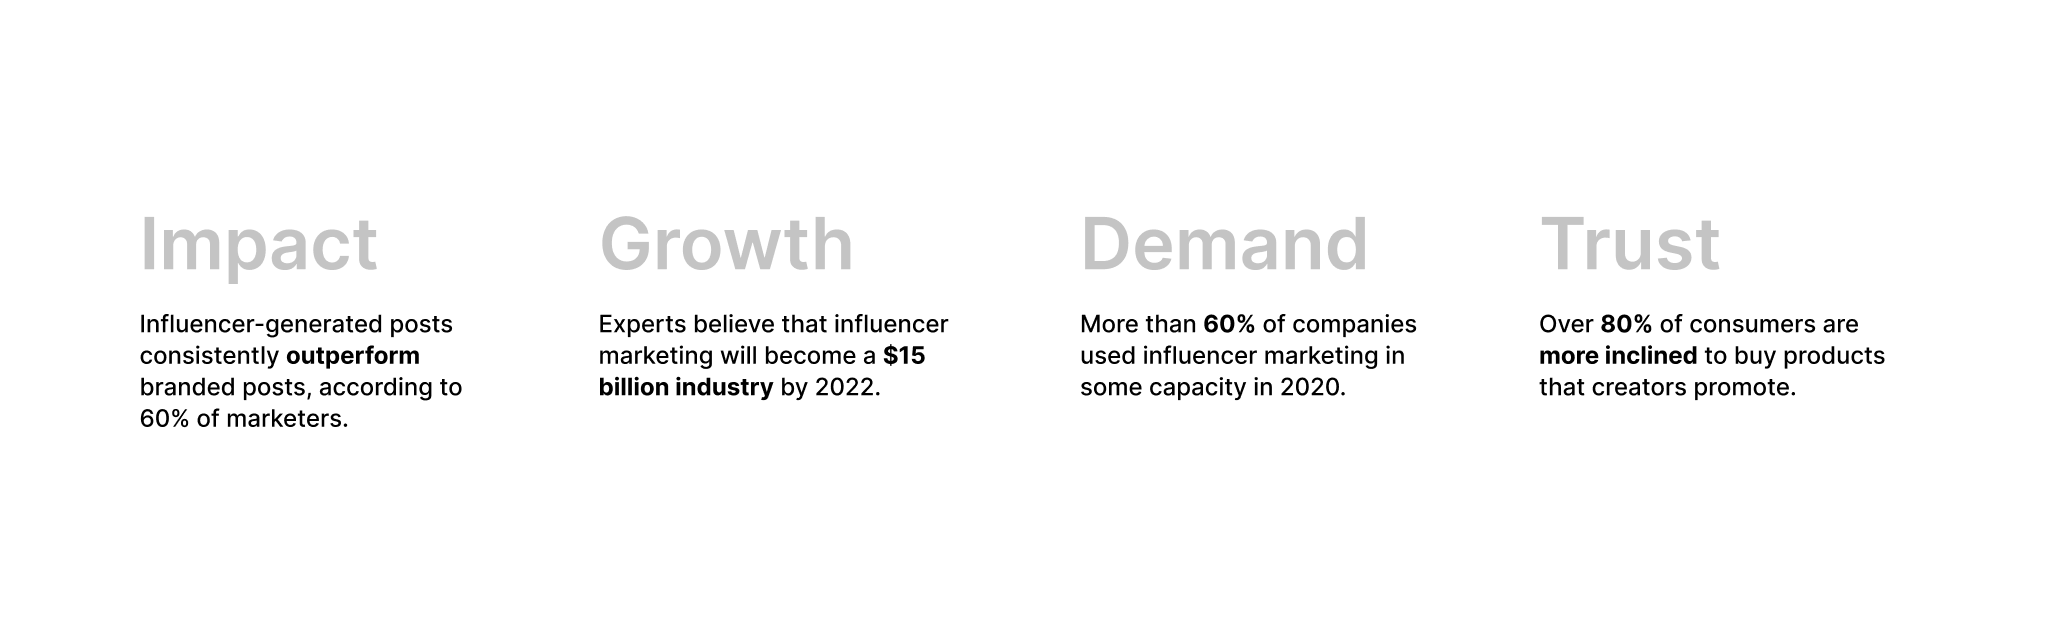 Impact
Influencer-generated posts
consistently outperform
branded posts, according to
60% of marketers.
Growth
Experts believe that influencer
marketing will become a $15
billion industry by 2022.
Demand
More than 60% of companies
used influencer marketing in
some capacity in 2020.
Trust
Over 80% of consumers are
more inclined to buy products
that creators promote.